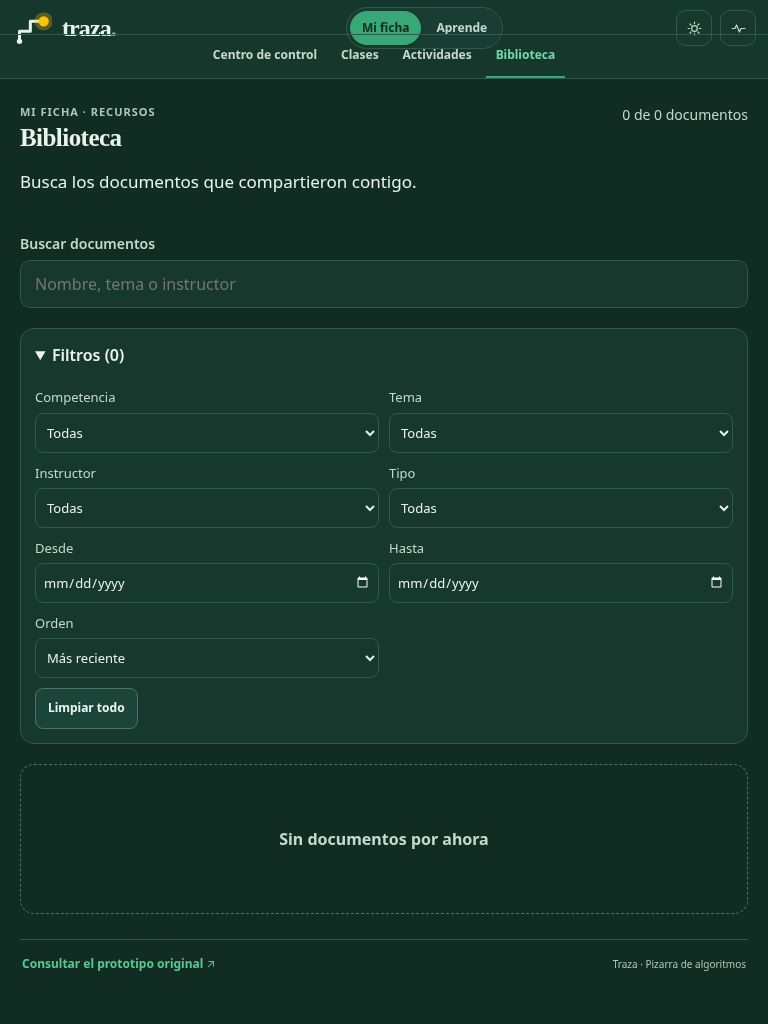 traza.
Mi ficha
Aprende
Centro de control
Clases
Actividades
Biblioteca
MI FICHA · RECURSOS
0 de 0 documentos
Biblioteca
Busca los documentos que compartieron contigo.
Buscar documentos
Nombre, tema o instructor
▼ Filtros (0)
Competencia
Tema
Todas
Todas
Instructor
Tipo
Todas
Todas
Desde
Hasta
mm/dd/yyyy
mm/dd/yyyy
Orden
Más reciente
Limpiar todo
Sin documentos por ahora
Consultar el prototipo original ↗
Traza · Pizarra de algoritmos